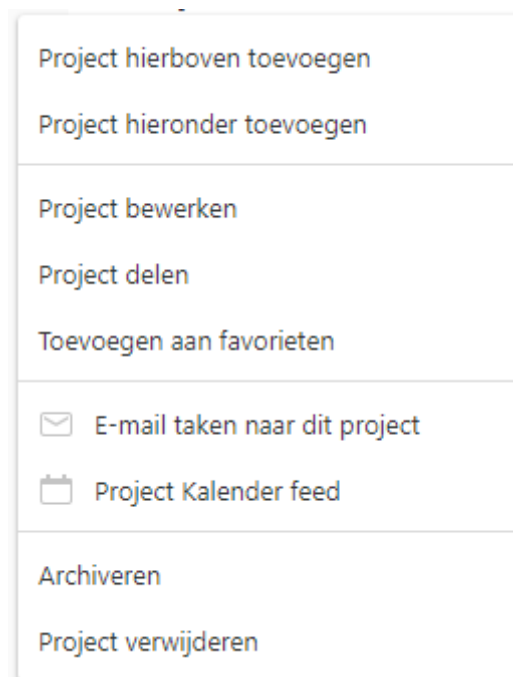 Project hierboven toevoegen
Project hieronder toevoegen
Project bewerken
Project delen
Toevoegen aan favorieten
E-mail taken naar dit project
Project Kalender feed
Archiveren
Project verwijderen